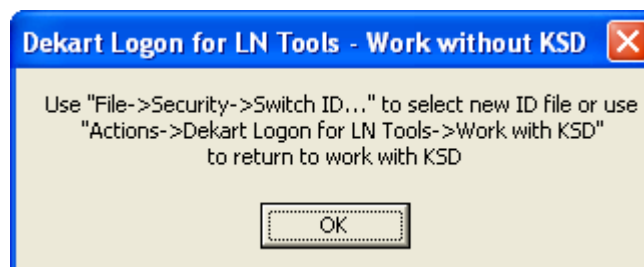 Dekart Logon for LN Tools - Work without KSD
Use "File->Security->Switch ID..." to select new ID file or use
"Actions->Dekart Logon for LN Tools->Work with KSD"
to return to work with KSD
OK